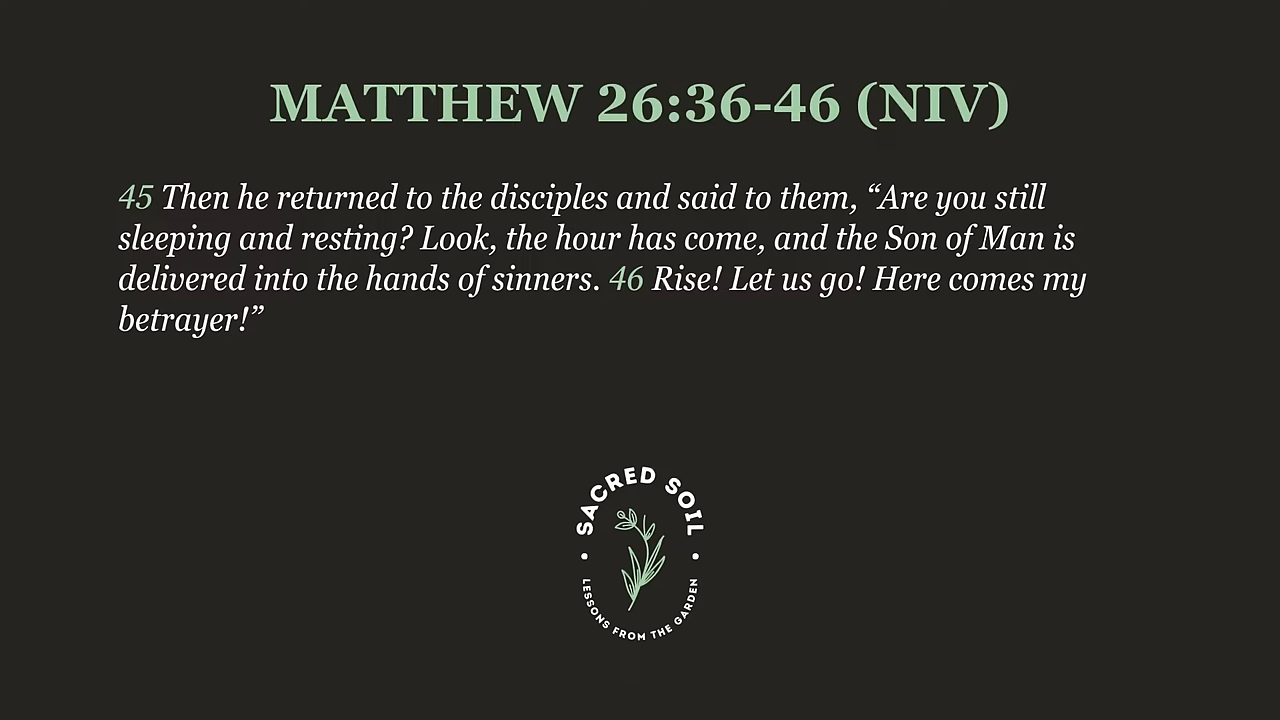 MATTHEW 26:36-46 (NIV)
45 Then he returned to the disciples and said to them, “Are you still
sleeping and resting? Look, the hour has come, and the Son of Man is
delivered into the hands of sinners. 46 Rise! Let us go! Here comes my
betrayer!”
SACRED SOIL
LESSONS FROM THE GARDEN